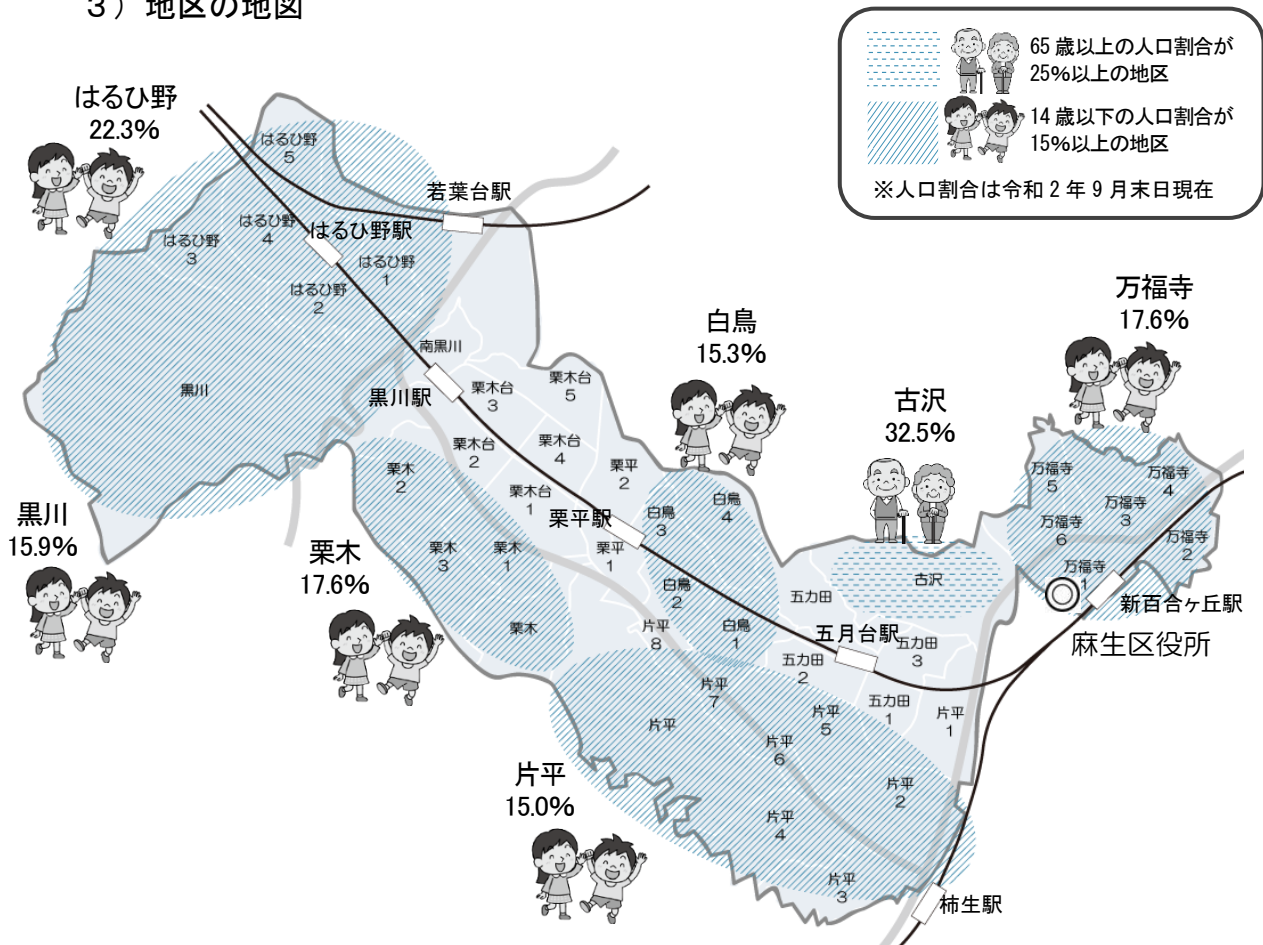 ３）地区の地図
65 歳以上の人口割合が
25%以上の地区
14 歳以下の人口割合が
15%以上の地区
※人口割合は令和 2 年 9 月末日現在
はるひ野
22.3%
はるひ野
5
若葉台駅
はるひ野
4
はるひ野駅
はるひ野
3
はるひ野
1
はるひ野
2
万福寺
17.6%
白鳥
15.3%
南黒川
黒川
黒川駅
栗木台
3
栗木台
5
古沢
32.5%
栗木台
2
栗木台
4
栗木
2
栗平
2
栗木台
1
栗平駅
白鳥
3
白鳥
4
万福寺
5
万福寺
4
万福寺
3
万福寺
6
万福寺
2
万福寺
1
新百合ヶ丘駅
麻生区役所
黒川
15.9%
栗木
17.6%
栗木
3
栗木
1
栗平
1
古沢
白鳥
2
五力田
栗木
片平
8
白鳥
1
五月台駅
五力田
3
五力田
2
片平
7
五力田
1
片平
1
片平
片平
5
片平
6
片平
15.0%
片平
2
片平
4
片平
3
柿生駅